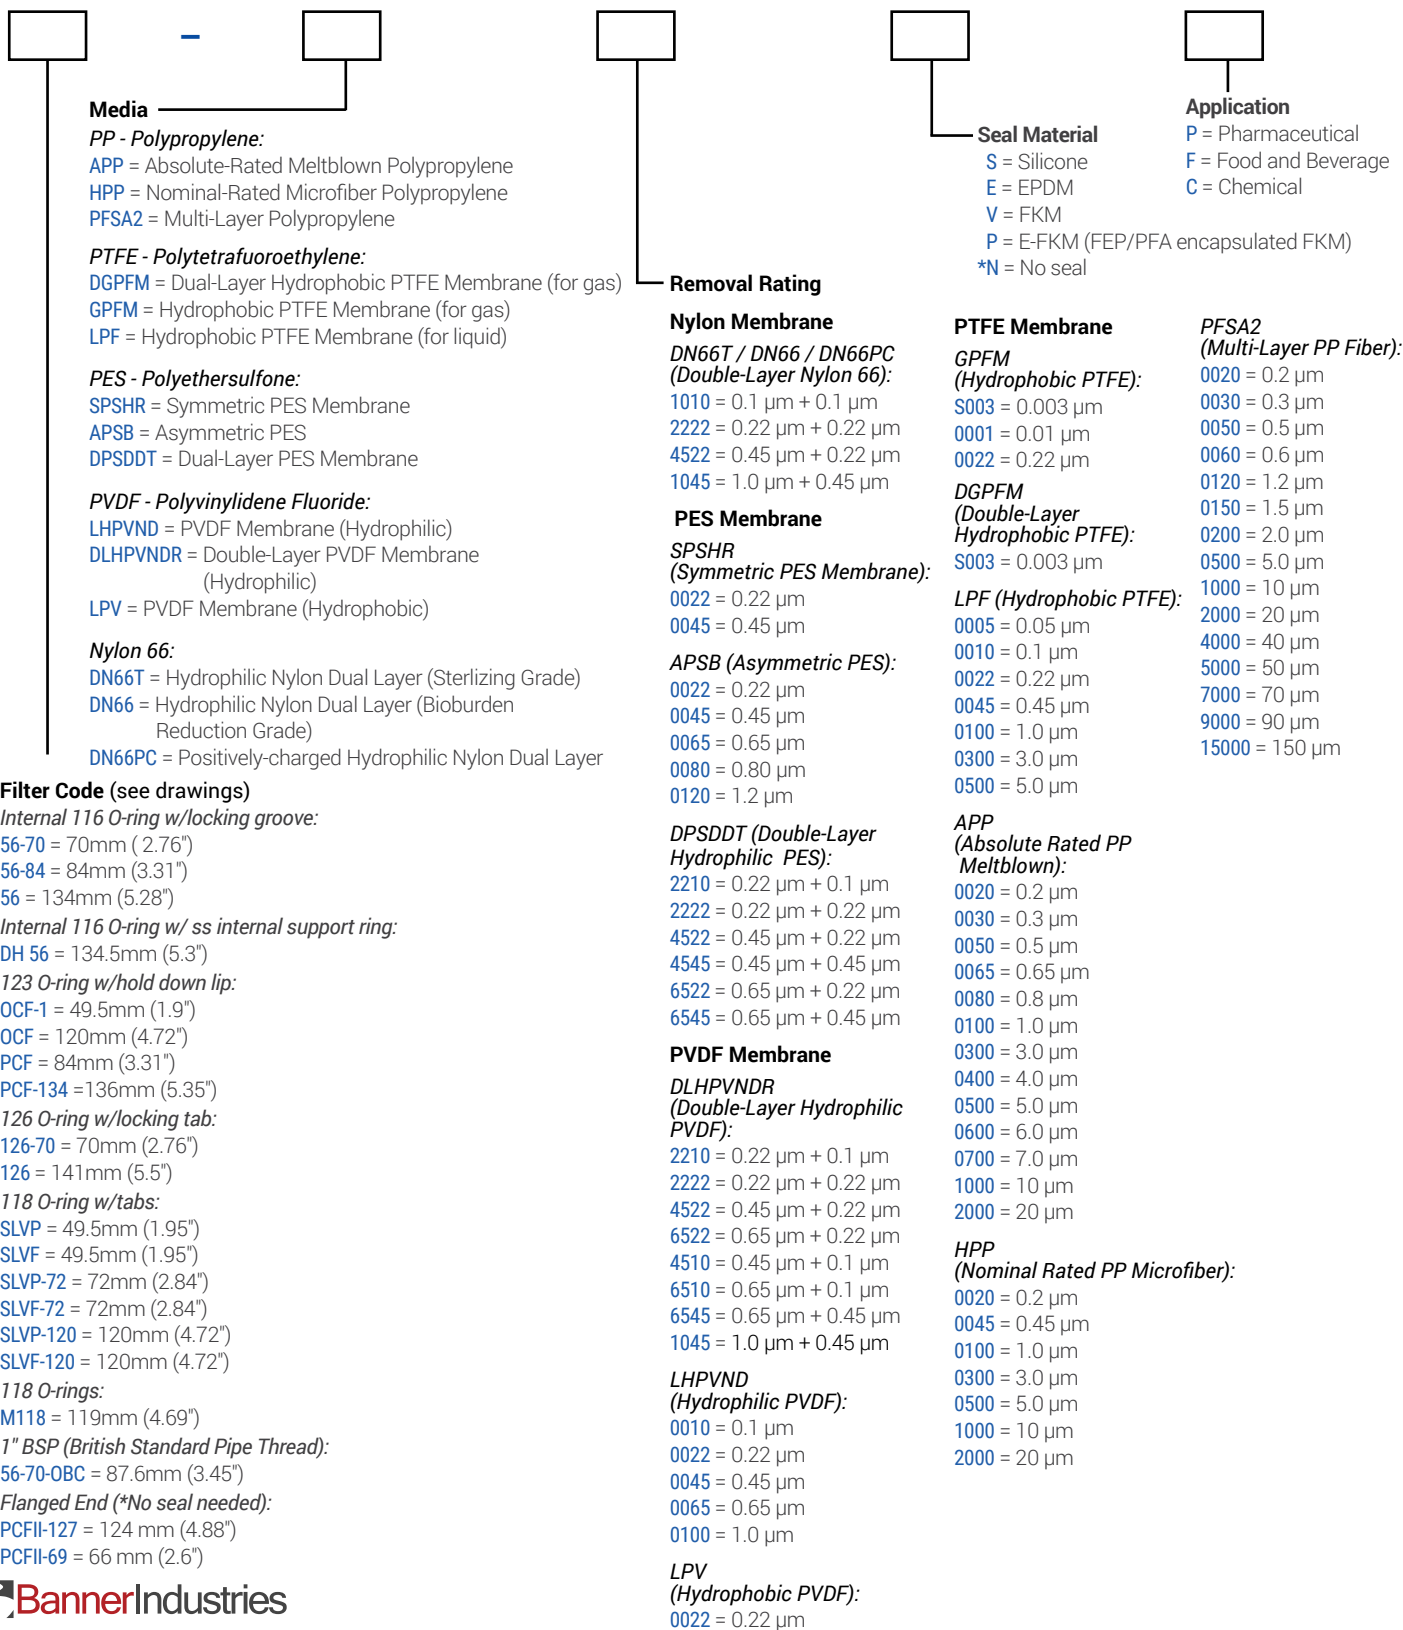 –
Media
PP - Polypropylene:
APP = Absolute-Rated Meltblown Polypropylene
HPP = Nominal-Rated Microfiber Polypropylene
PFSA2 = Multi-Layer Polypropylene
PTFE - Polytetrafuoroethylene:
DGPFM = Dual-Layer Hydrophobic PTFE Membrane (for gas)
GPFM = Hydrophobic PTFE Membrane (for gas)
LPF = Hydrophobic PTFE Membrane (for liquid)
PES - Polyethersulfone:
SPSHR = Symmetric PES Membrane
APSB = Asymmetric PES
DPSDDT = Dual-Layer PES Membrane
PVDF - Polyvinylidene Fluoride:
LHPVND = PVDF Membrane (Hydrophilic)
DLHPVNDR = Double-Layer PVDF Membrane
(Hydrophilic)
LPV = PVDF Membrane (Hydrophobic)
Nylon 66:
DN66T = Hydrophilic Nylon Dual Layer (Sterlizing Grade)
DN66 = Hydrophilic Nylon Dual Layer (Bioburden
Reduction Grade)
DN66PC = Positively-charged Hydrophilic Nylon Dual Layer
Filter Code (see drawings)
Internal 116 O-ring w/locking groove:
56-70 = 70mm ( 2.76")
56-84 = 84mm (3.31")
56 = 134mm (5.28")
Internal 116 O-ring w/ ss internal support ring:
DH 56 = 134.5mm (5.3")
123 O-ring w/hold down lip:
OCF-1 = 49.5mm (1.9")
OCF = 120mm (4.72")
PCF = 84mm (3.31")
PCF-134 =136mm (5.35")
126 O-ring w/locking tab:
126-70 = 70mm (2.76")
126 = 141mm (5.5")
118 O-ring w/tabs:
SLVP = 49.5mm (1.95")
SLVF = 49.5mm (1.95")
SLVP-72 = 72mm (2.84")
SLVF-72 = 72mm (2.84")
SLVP-120 = 120mm (4.72")
SLVF-120 = 120mm (4.72")
118 O-rings:
M118 = 119mm (4.69")
1" BSP (British Standard Pipe Thread):
56-70-OBC = 87.6mm (3.45")
Flanged End (*No seal needed):
PCFII-127 = 124 mm (4.88")
PCFII-69 = 66 mm (2.6")
BannerIndustries
Removal Rating
Nylon Membrane
DN66T / DN66 / DN66PC
(Double-Layer Nylon 66):
1010 = 0.1 µm + 0.1 µm
2222 = 0.22 µm + 0.22 µm
4522 = 0.45 µm + 0.22 µm
1045 = 1.0 µm + 0.45 µm
PES Membrane
SPSHR
(Symmetric PES Membrane):
0022 = 0.22 µm
0045 = 0.45 µm
APSB (Asymmetric PES):
0022 = 0.22 µm
0045 = 0.45 µm
0065 = 0.65 µm
0080 = 0.80 µm
0120 = 1.2 µm
DPSDDT (Double-Layer
Hydrophilic PES):
2210 = 0.22 µm + 0.1 µm
2222 = 0.22 µm + 0.22 µm
4522 = 0.45 µm + 0.22 µm
4545 = 0.45 µm + 0.45 µm
6522 = 0.65 µm + 0.22 µm
6545 = 0.65 µm + 0.45 µm
PVDF Membrane
DLHPVNDR
(Double-Layer Hydrophilic
PVDF):
2210 = 0.22 µm + 0.1 µm
2222 = 0.22 µm + 0.22 µm
4522 = 0.45 µm + 0.22 µm
6522 = 0.65 µm + 0.22 µm
4510 = 0.45 µm + 0.1 µm
6510 = 0.65 µm + 0.1 µm
6545 = 0.65 µm + 0.45 µm
1045 = 1.0 µm + 0.45 µm
LHPVND
(Hydrophilic PVDF):
0010 = 0.1 µm
0022 = 0.22 µm
0045 = 0.45 µm
0065 = 0.65 µm
0100 = 1.0 µm
LPV
(Hydrophobic PVDF):
0022 = 0.22 µm
Seal Material
S = Silicone
E = EPDM
V = FKM
P = E-FKM (FEP/PFA encapsulated FKM)
*N = No seal
PTFE Membrane
GPFM
(Hydrophobic PTFE):
S003 = 0.003 µm
0001 = 0.01 µm
0022 = 0.22 µm
DGPFM
(Double-Layer
Hydrophobic PTFE):
S003 = 0.003 µm
LPF (Hydrophobic PTFE):
0005 = 0.05 µm
0010 = 0.1 µm
0022 = 0.22 µm
0045 = 0.45 µm
0100 = 1.0 µm
0300 = 3.0 µm
0500 = 5.0 µm
APP
(Absolute Rated PP
Meltblown):
0020 = 0.2 µm
0030 = 0.3 µm
0050 = 0.5 µm
0065 = 0.65 µm
0080 = 0.8 µm
0100 = 1.0 µm
0300 = 3.0 µm
0400 = 4.0 µm
0500 = 5.0 µm
0600 = 6.0 µm
0700 = 7.0 µm
1000 = 10 µm
2000 = 20 µm
HPP
(Nominal Rated PP Microfiber):
0020 = 0.2 µm
0045 = 0.45 µm
0100 = 1.0 µm
0300 = 3.0 µm
0500 = 5.0 µm
1000 = 10 µm
2000 = 20 µm
Application
P = Pharmaceutical
F = Food and Beverage
C = Chemical
PFSA2
(Multi-Layer PP Fiber):
0020 = 0.2 µm
0030 = 0.3 µm
0050 = 0.5 µm
0060 = 0.6 µm
0120 = 1.2 µm
0150 = 1.5 µm
0200 = 2.0 µm
0500 = 5.0 µm
1000 = 10 µm
2000 = 20 µm
4000 = 40 µm
5000 = 50 µm
7000 = 70 µm
9000 = 90 µm
15000 = 150 µm